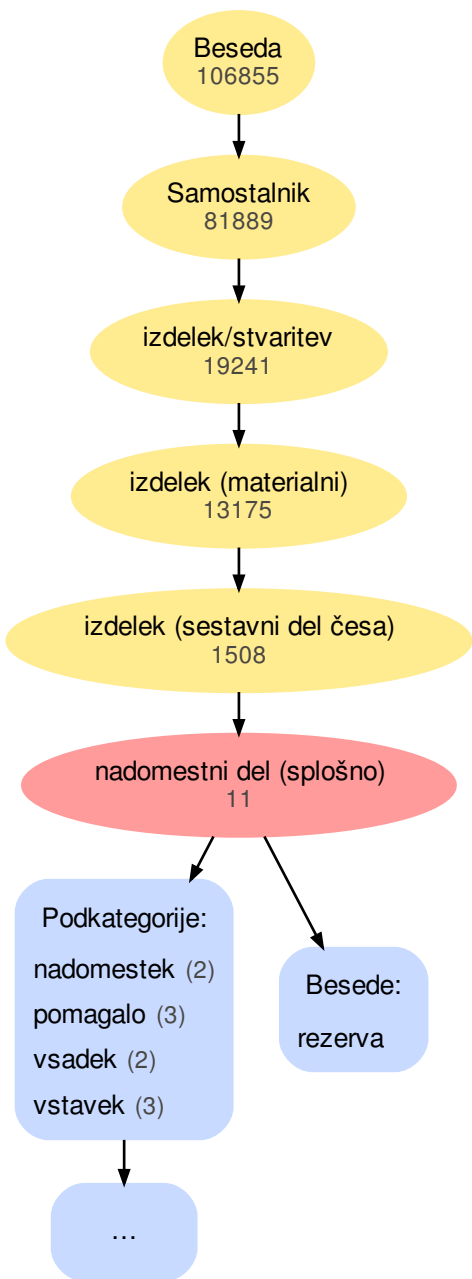 Beseda
106855
Samostalnik
81889
izdelek/stvaritev
19241
izdelek (materialni)
13175
izdelek (sestavni del česa)
1508
nadomestni del (splošno)
11
Podkategorije:
nadomestek (2)
pomagalo (3)
vsadek (2)
vstavek (3)
Besede:
rezerva
...